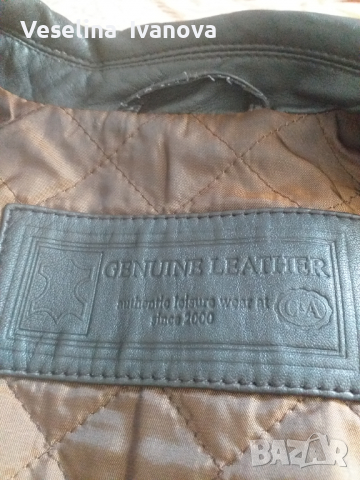 Veselina Ivanova
GENUINE LEATHER
authentic leisure wear at
since 2000
C&A
BAZAR